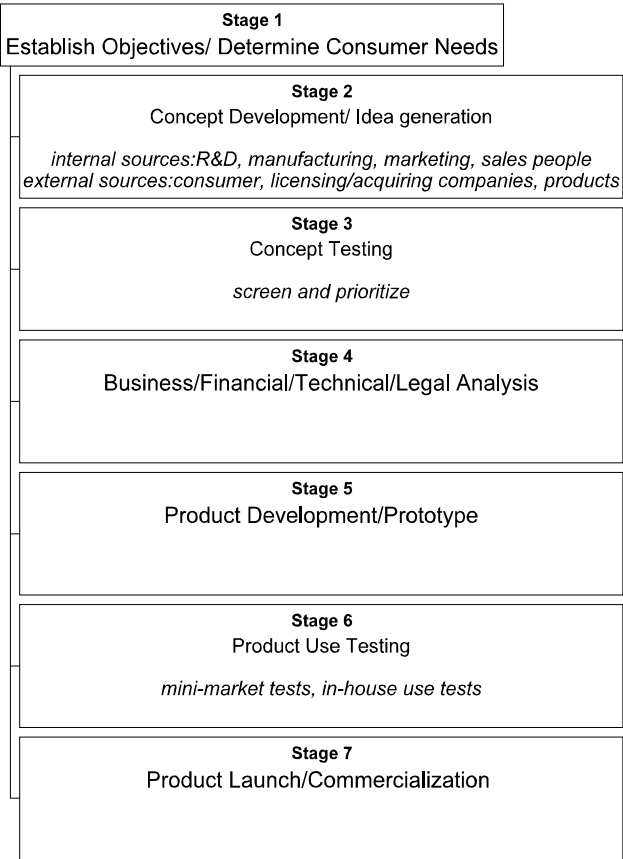 Stage 1
Establish Objectives/ Determine Consumer Needs
Stage 2
Concept Development/ Idea generation
internal sources:R&D, manufacturing, marketing, sales people
external sources:consumer, licensing/acquiring companies, products
Stage 3
Concept Testing
screen and prioritize
Stage 4
Business/Financial/Technical/Legal Analysis
Stage 5
Product Development/Prototype
Stage 6
Product Use Testing
mini-market tests, in-house use tests
Stage 7
Product Launch/Commercialization